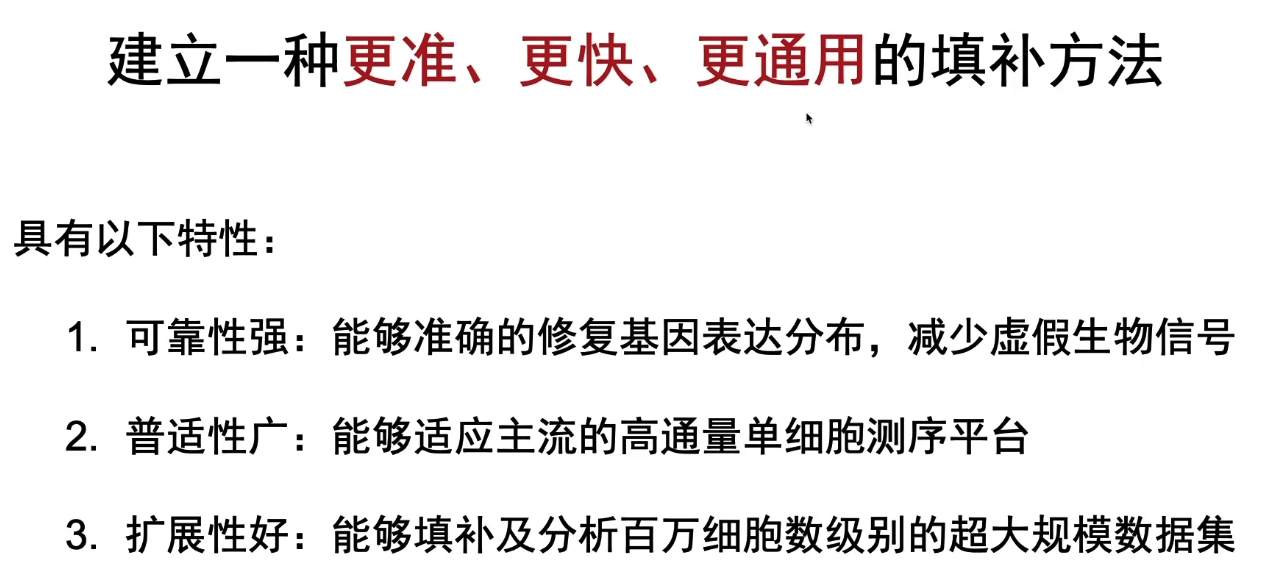 建立一种更准、更快、更通用的填补方法
具有以下特性：
1. 可靠性强：能够准确的修复基因表达分布，减少虚假生物信号
2. 普适性广：能够适应主流的高通量单细胞测序平台
3. 扩展性好：能够填补及分析百万细胞数级别的超大规模数据集